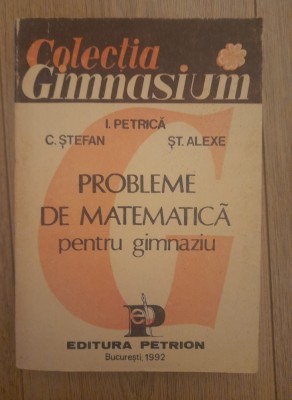 Colecția
Gimnasium
I. PETRICĂ
C. ȘTEFAN ȘT. ALEXE
PROBLEME
DE MATEMATICĂ
pentru gimnaziu
EDITURA PETRION
București, 1992